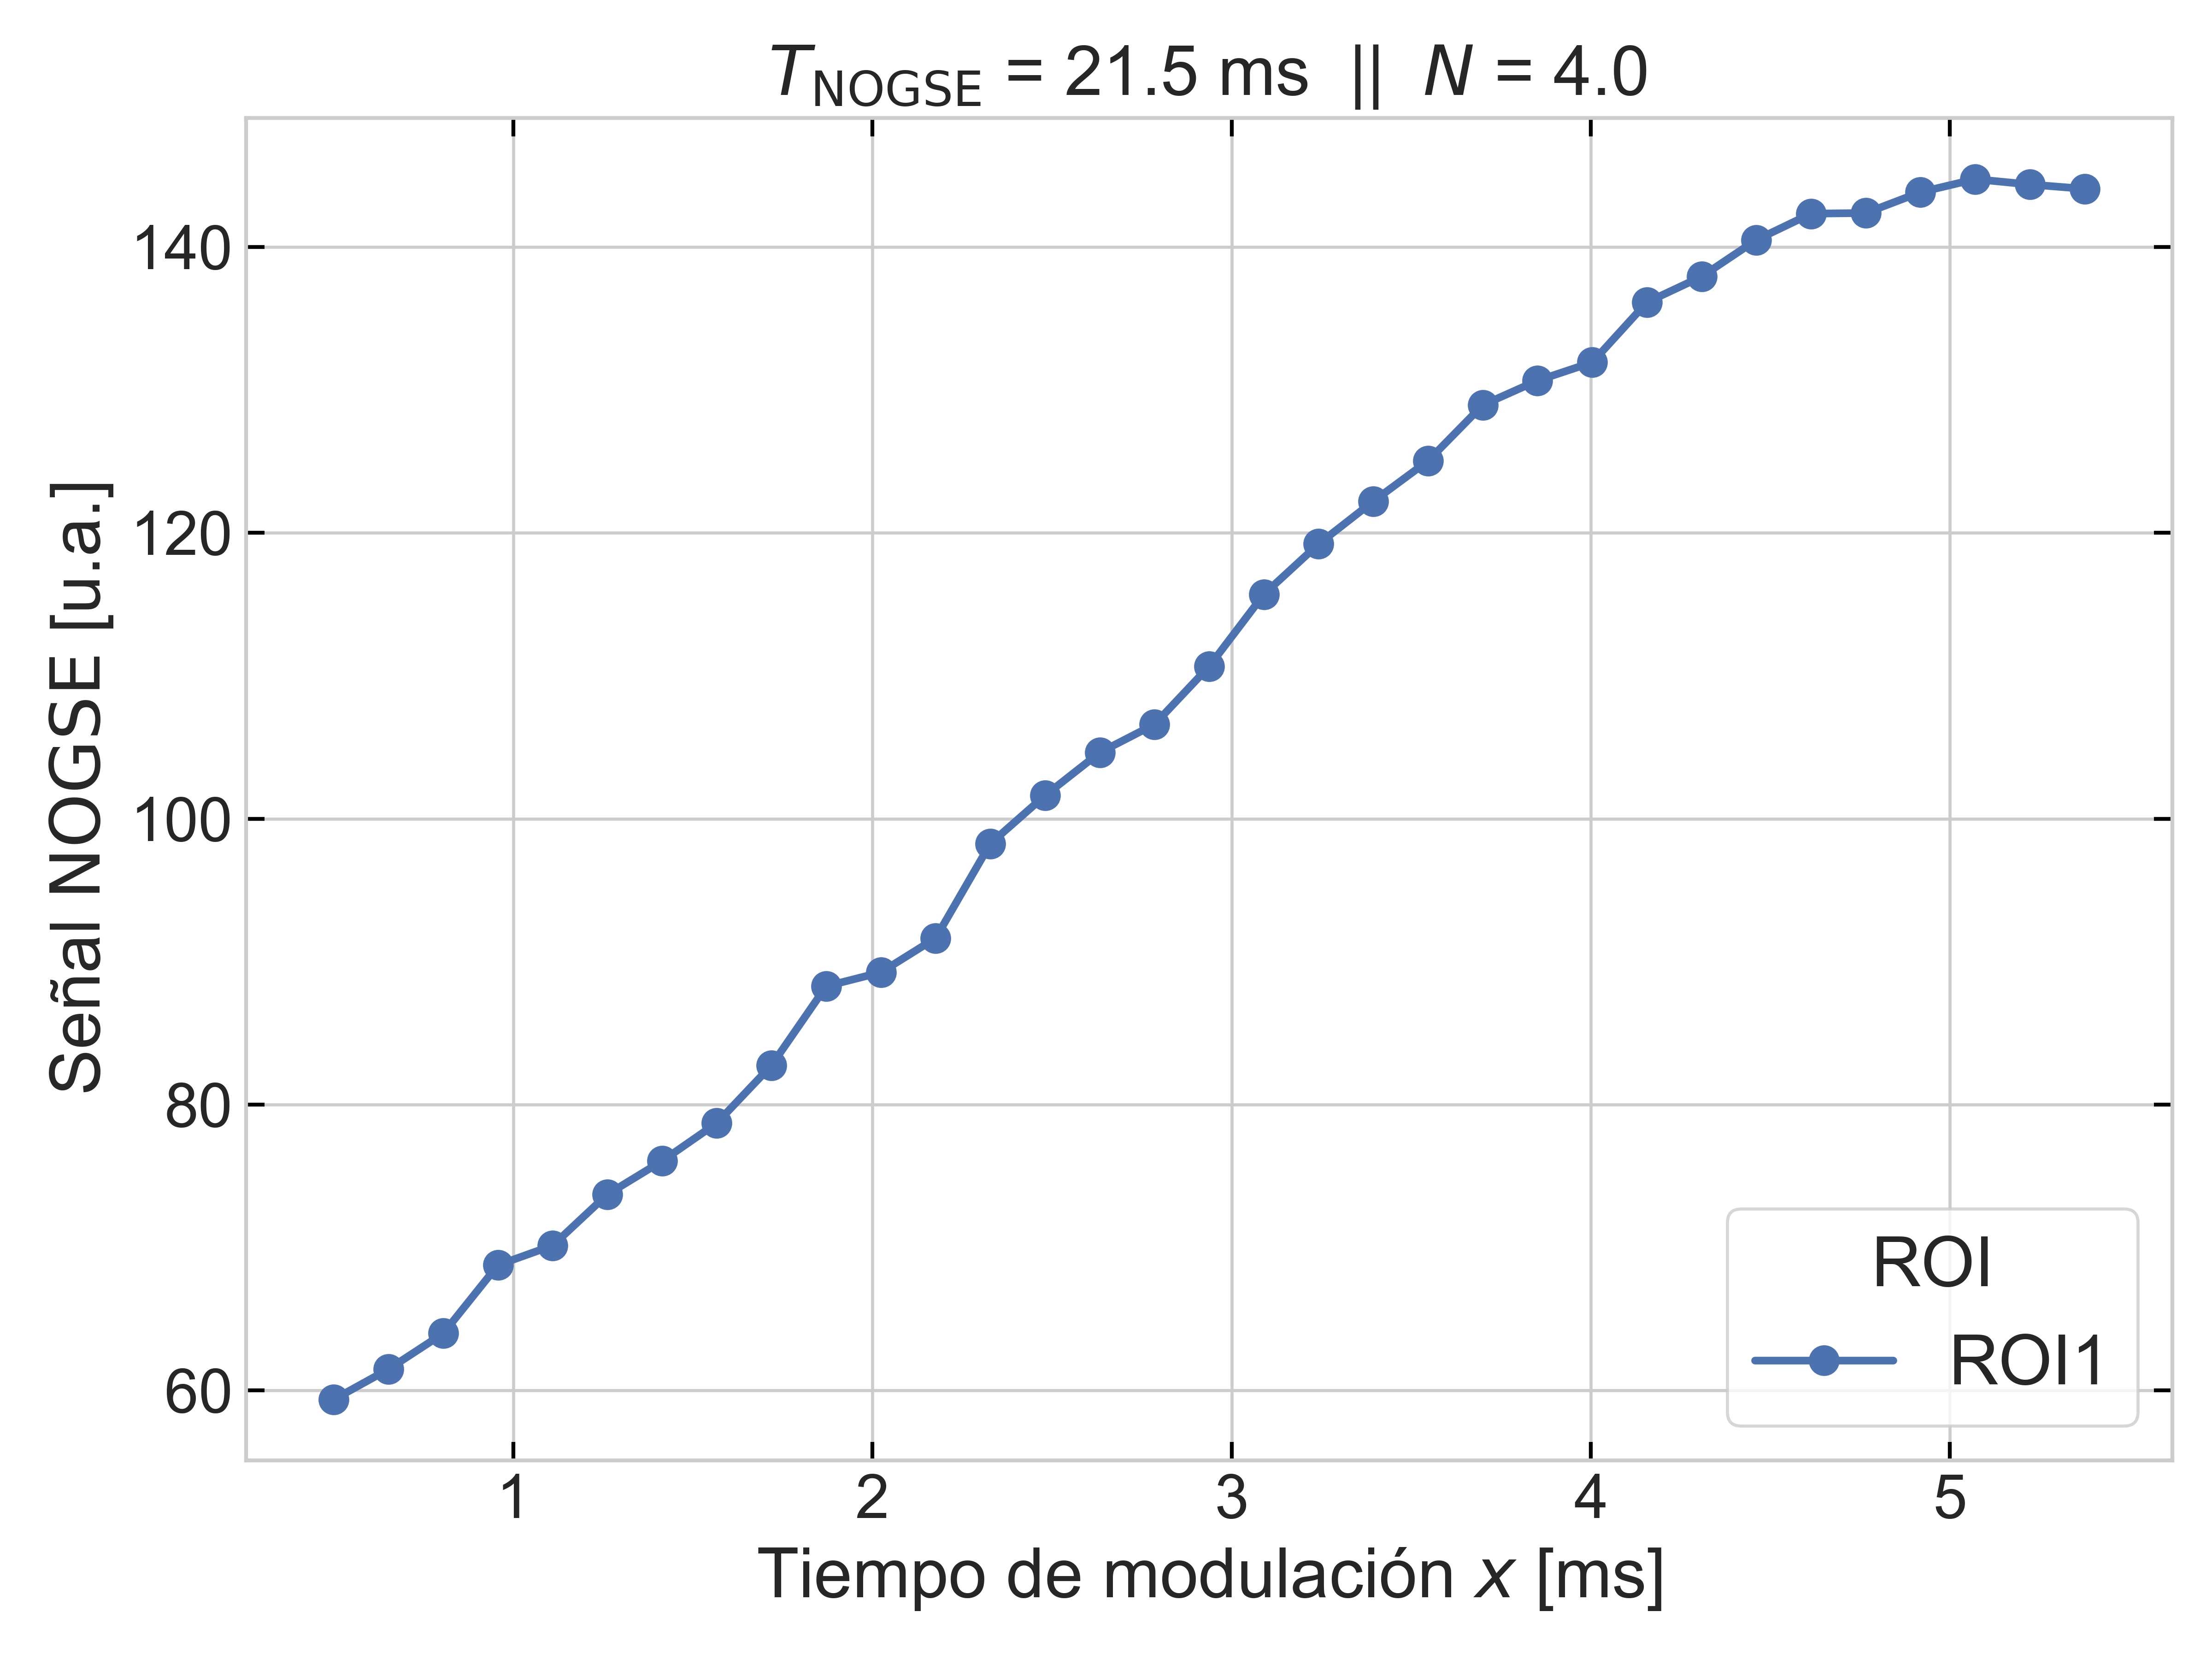 T_NOGSE = 21.5 ms || N = 4.0
Señal NOGSE [u.a.]
140
120
100
80
60
1 2 3 4 5
Tiempo de modulación x [ms]
ROI
ROI1